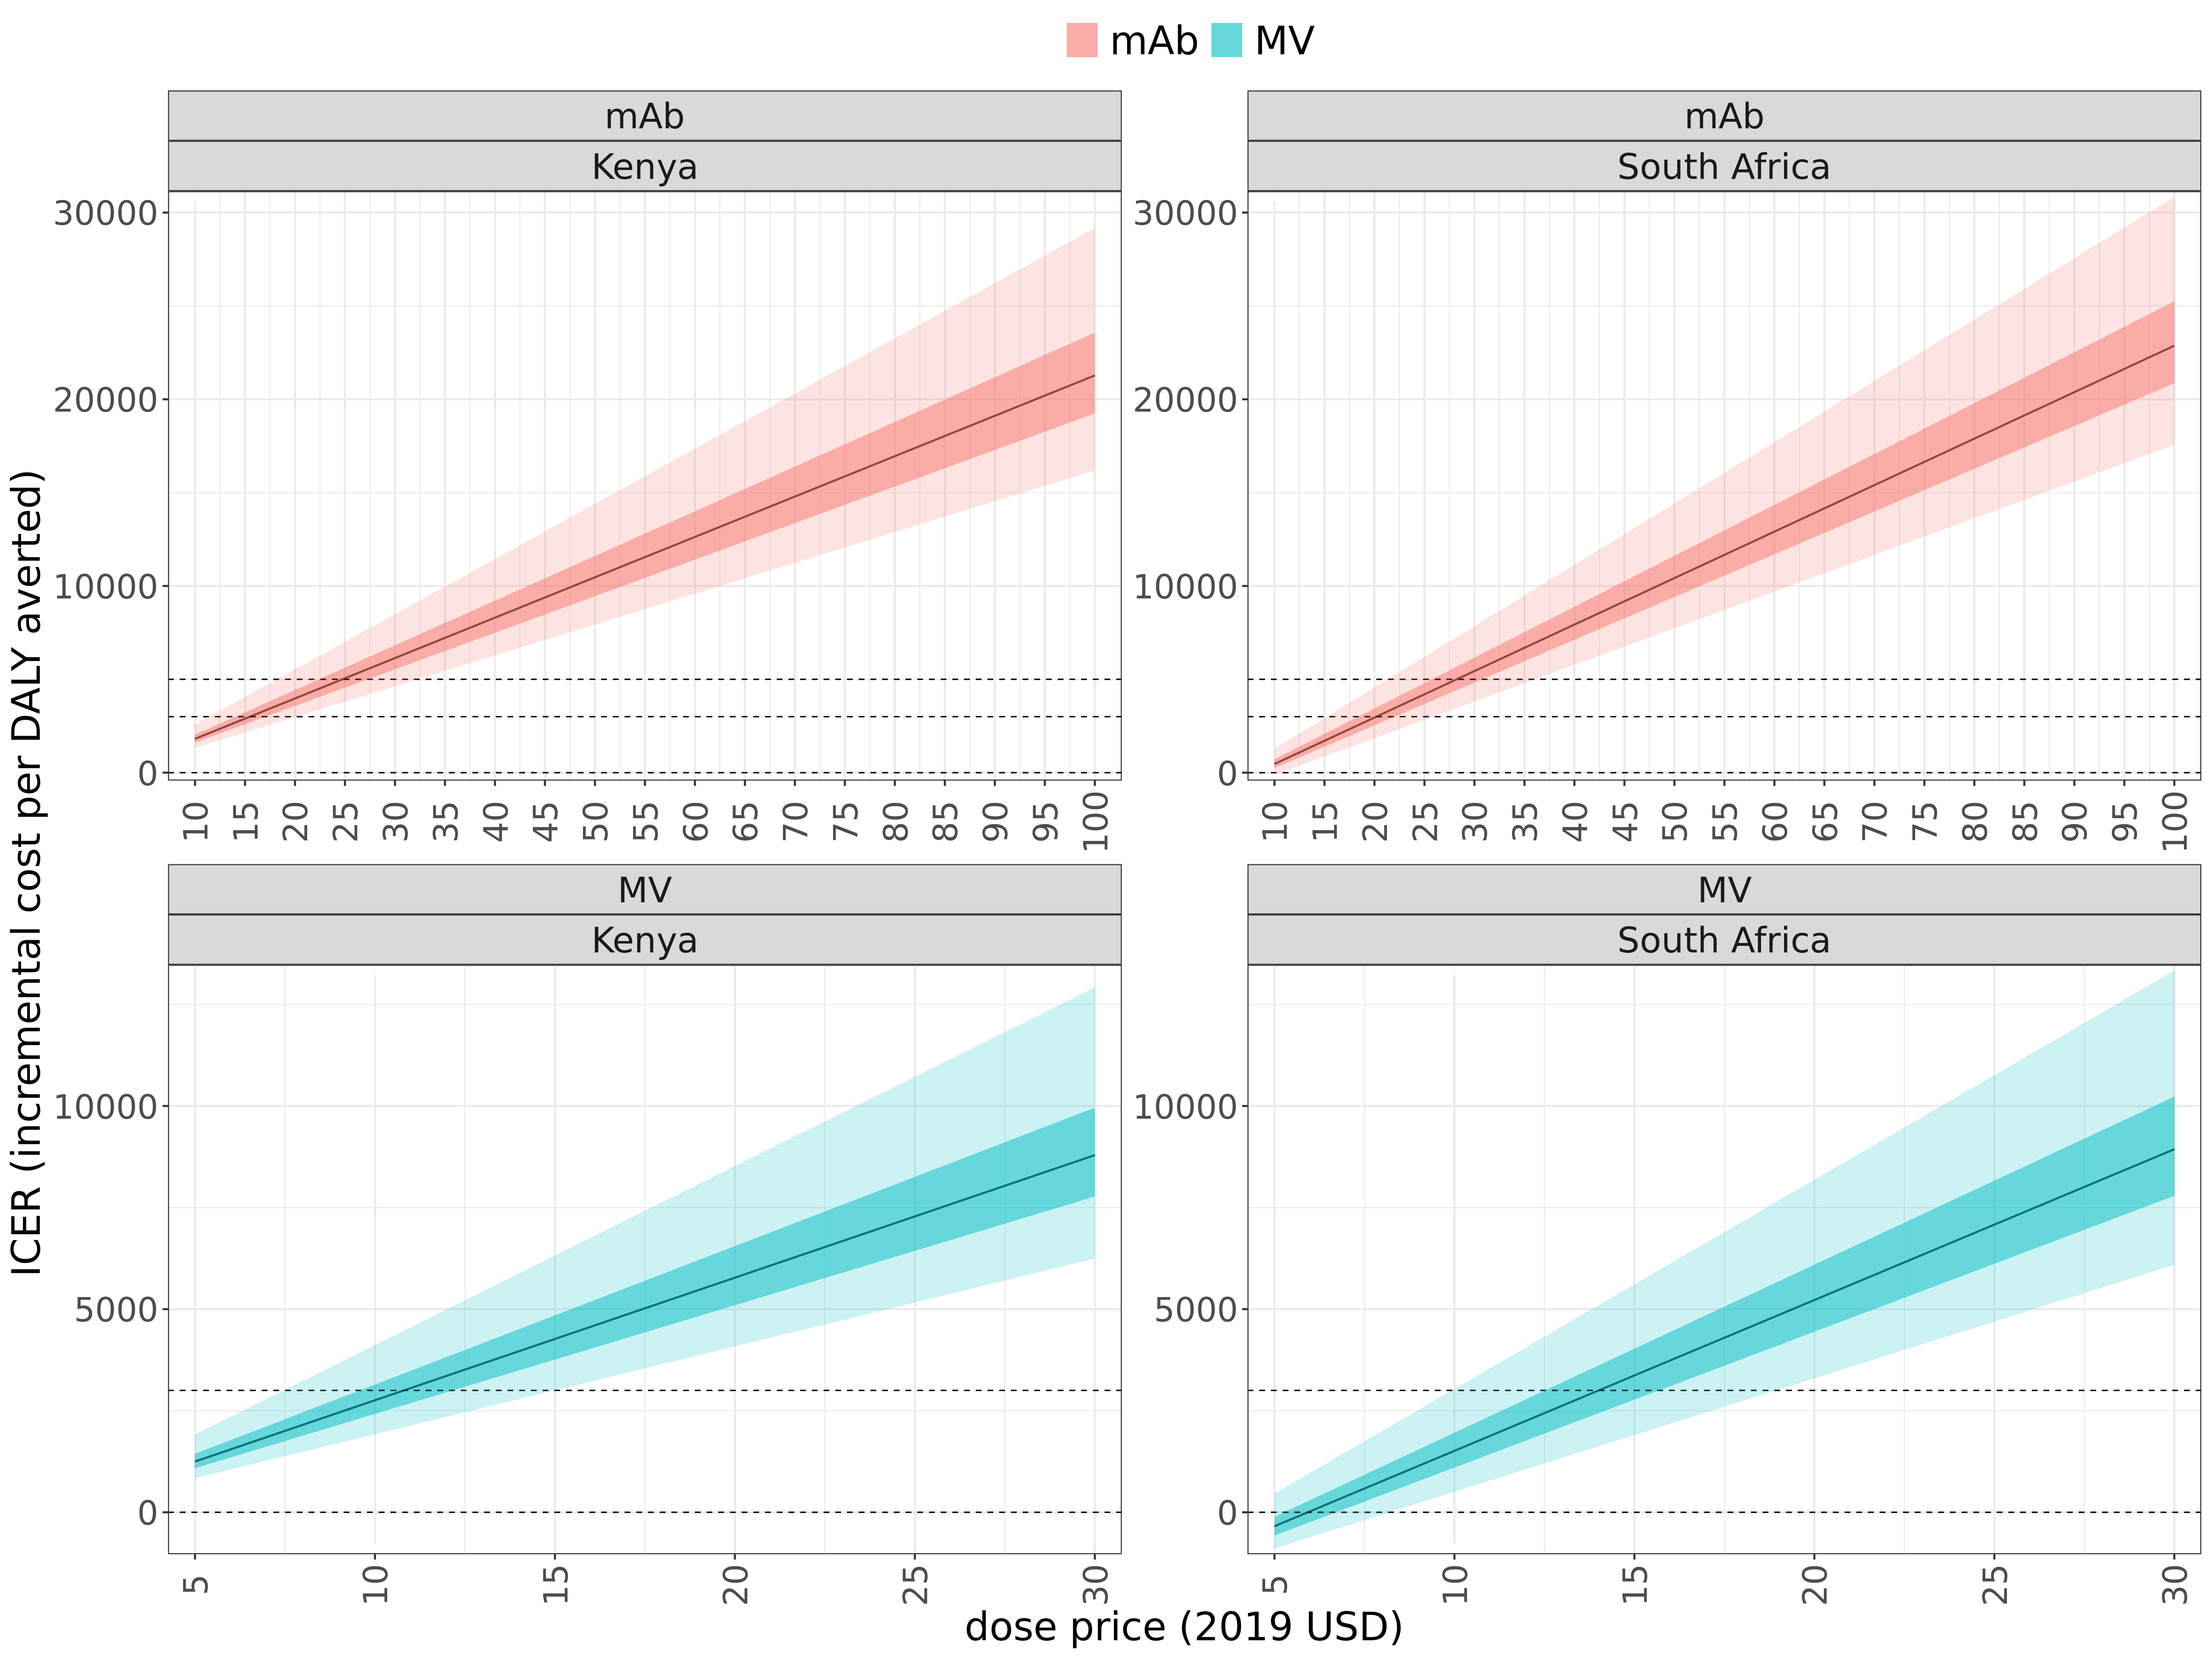 mAb MV
mAb
Kenya
30000
20000
10000
0
10 15 20 25 30 35 40 45 50 55 60 65 70 75 80 85 90 95 100
mAb
South Africa
30000
20000
10000
0
10 15 20 25 30 35 40 45 50 55 60 65 70 75 80 85 90 95 100
ICER (incremental cost per DALY averted)
MV
Kenya
10000
5000
0
5 10 15 20 25 30
MV
South Africa
10000
5000
0
5 10 15 20 25 30
dose price (2019 USD)